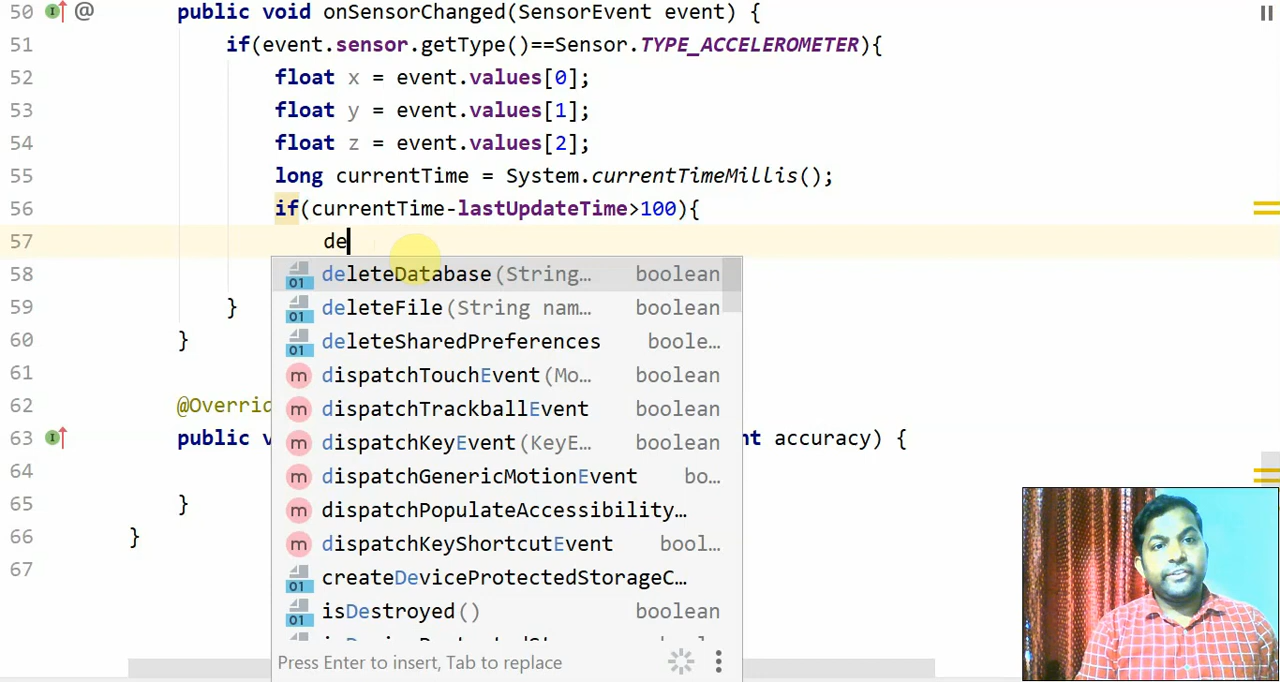 50 @ public void onSensorChanged(SensorEvent event) {
51 if(event.sensor.getType()==Sensor.TYPE_ACCELEROMETER){
52 float x = event.values[0];
53 float y = event.values[1];
54 float z = event.values[2];
55 long currentTime = System.currentTimeMillis();
56 if(currentTime-lastUpdateTime>100){
57 de
58 deleteDatabase(String… boolean
59 } deleteFile(String nam… boolean
60 } deleteSharedPreferences boole…
61 dispatchTouchEvent(Mo… boolean
62 @Overrid dispatchTrackballEvent boolean
63 public v dispatchKeyEvent(KeyE… boolean nt accuracy) {
64 dispatchGenericMotionEvent bo…
65 } dispatchPopulateAccessibility…
66 } dispatchKeyShortcutEvent bool…
67 createDeviceProtectedStorageC…
isDestroyed() boolean
Press Enter to insert, Tab to replace